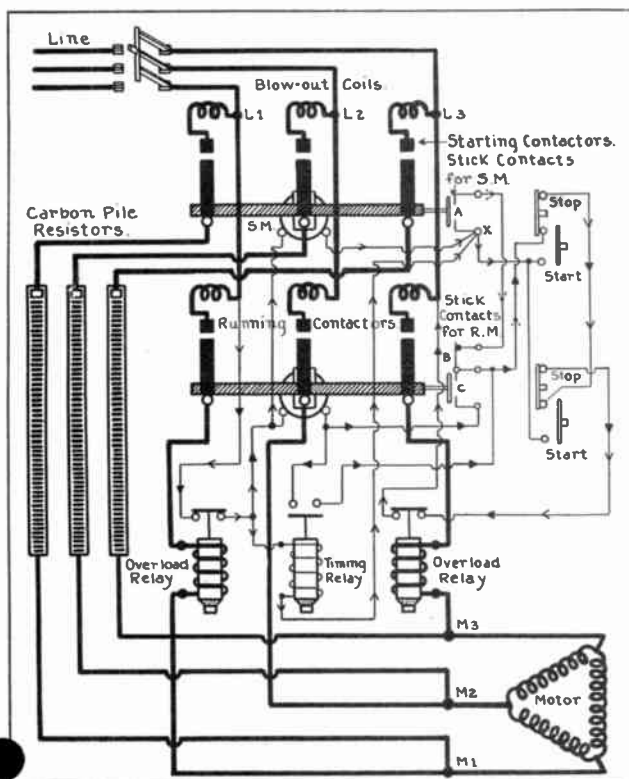 Line
Blow-out Coils
L1
L2
L3
Starting Contactors.
Stick Contacts
for S.M.
A
Stop
Carbon Pile
Resistors.
S.M.
X
Start
Running Contactors
Stick
Contacts
for R.M
B
C
Stop
Start
Overload
Relay
Timing
Relay
Overload
Relay
M3
M2
Motor
M1